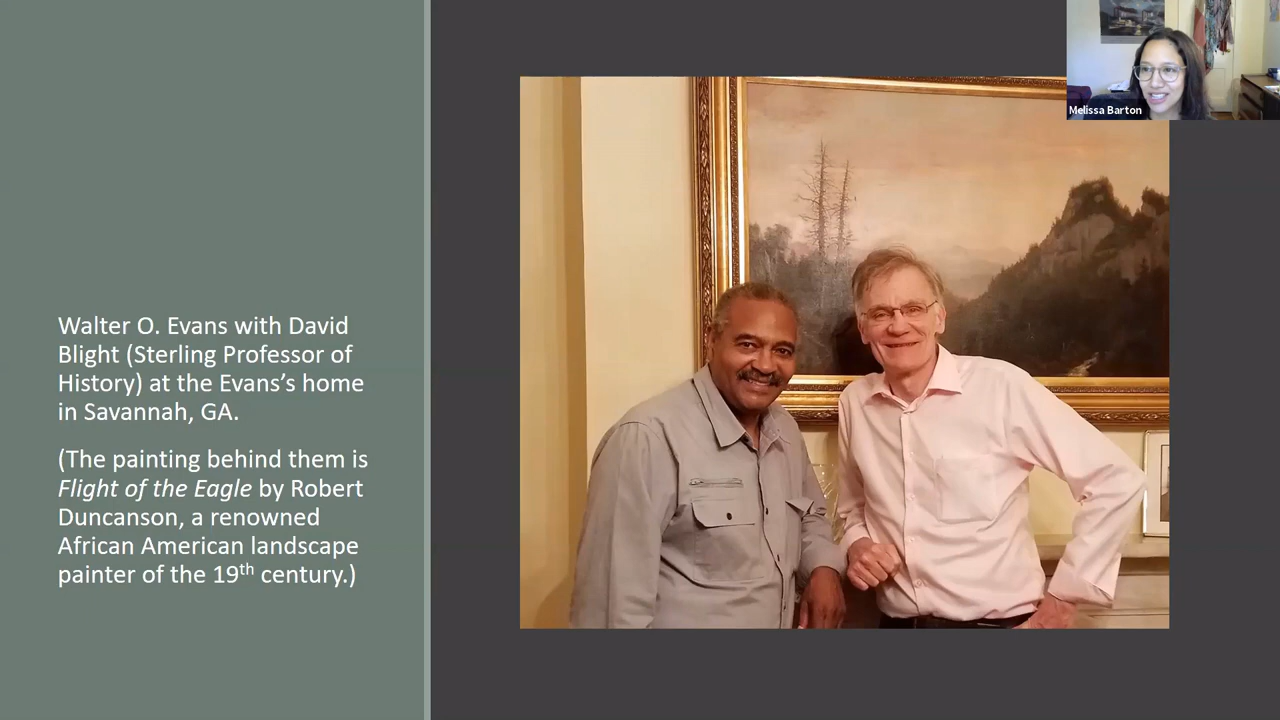 Walter O. Evans with David
Blight (Sterling Professor of
History) at the Evans’s home
in Savannah, GA.
(The painting behind them is
Flight of the Eagle by Robert
Duncanson, a renowned
African American landscape
painter of the 19th century.)
Melissa Barton